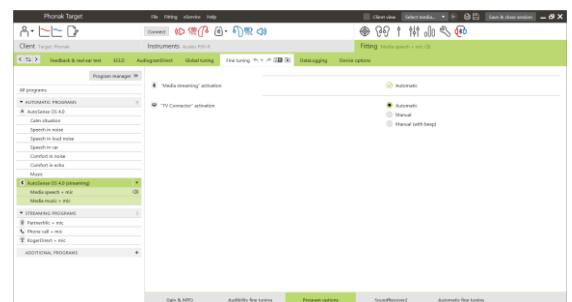 Phonak Target File Fitting eService Help Client view Select media... Save & close session
Connect
Client Target Phonak Instruments Audéo P90-R Fitting Media speech + mic
Feedback & real ear test ECLD AudiogramDirect Global tuning Fine tuning DataLogging Device options
Program manager
All programs
AUTOMATIC PROGRAMS
AutoSense OS 4.0
Calm situation
Speech in noise
Speech in loud noise
Speech in car
Comfort in noise
Comfort in echo
Music
AutoSense OS 4.0 (streaming)
Media speech + mic
Media music + mic
STREAMING PROGRAMS
PartnerMic + mic
Phone call + mic
RogerDirect + mic
ADDITIONAL PROGRAMS +
'Media streaming' activation Automatic
'TV Connector' activation Automatic
Manual
Manual (with beep)
Gain & MPO Audibility fine tuning Program options SoundRecover2 Automatic fine tuning